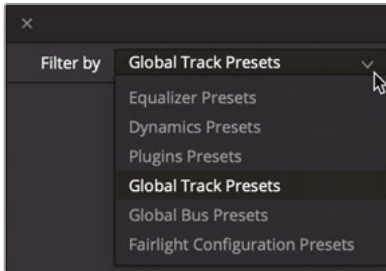 Filter by Global Track Presets
Equalizer Presets
Dynamics Presets
Plugins Presets
Global Track Presets
Global Bus Presets
Fairlight Configuration Presets